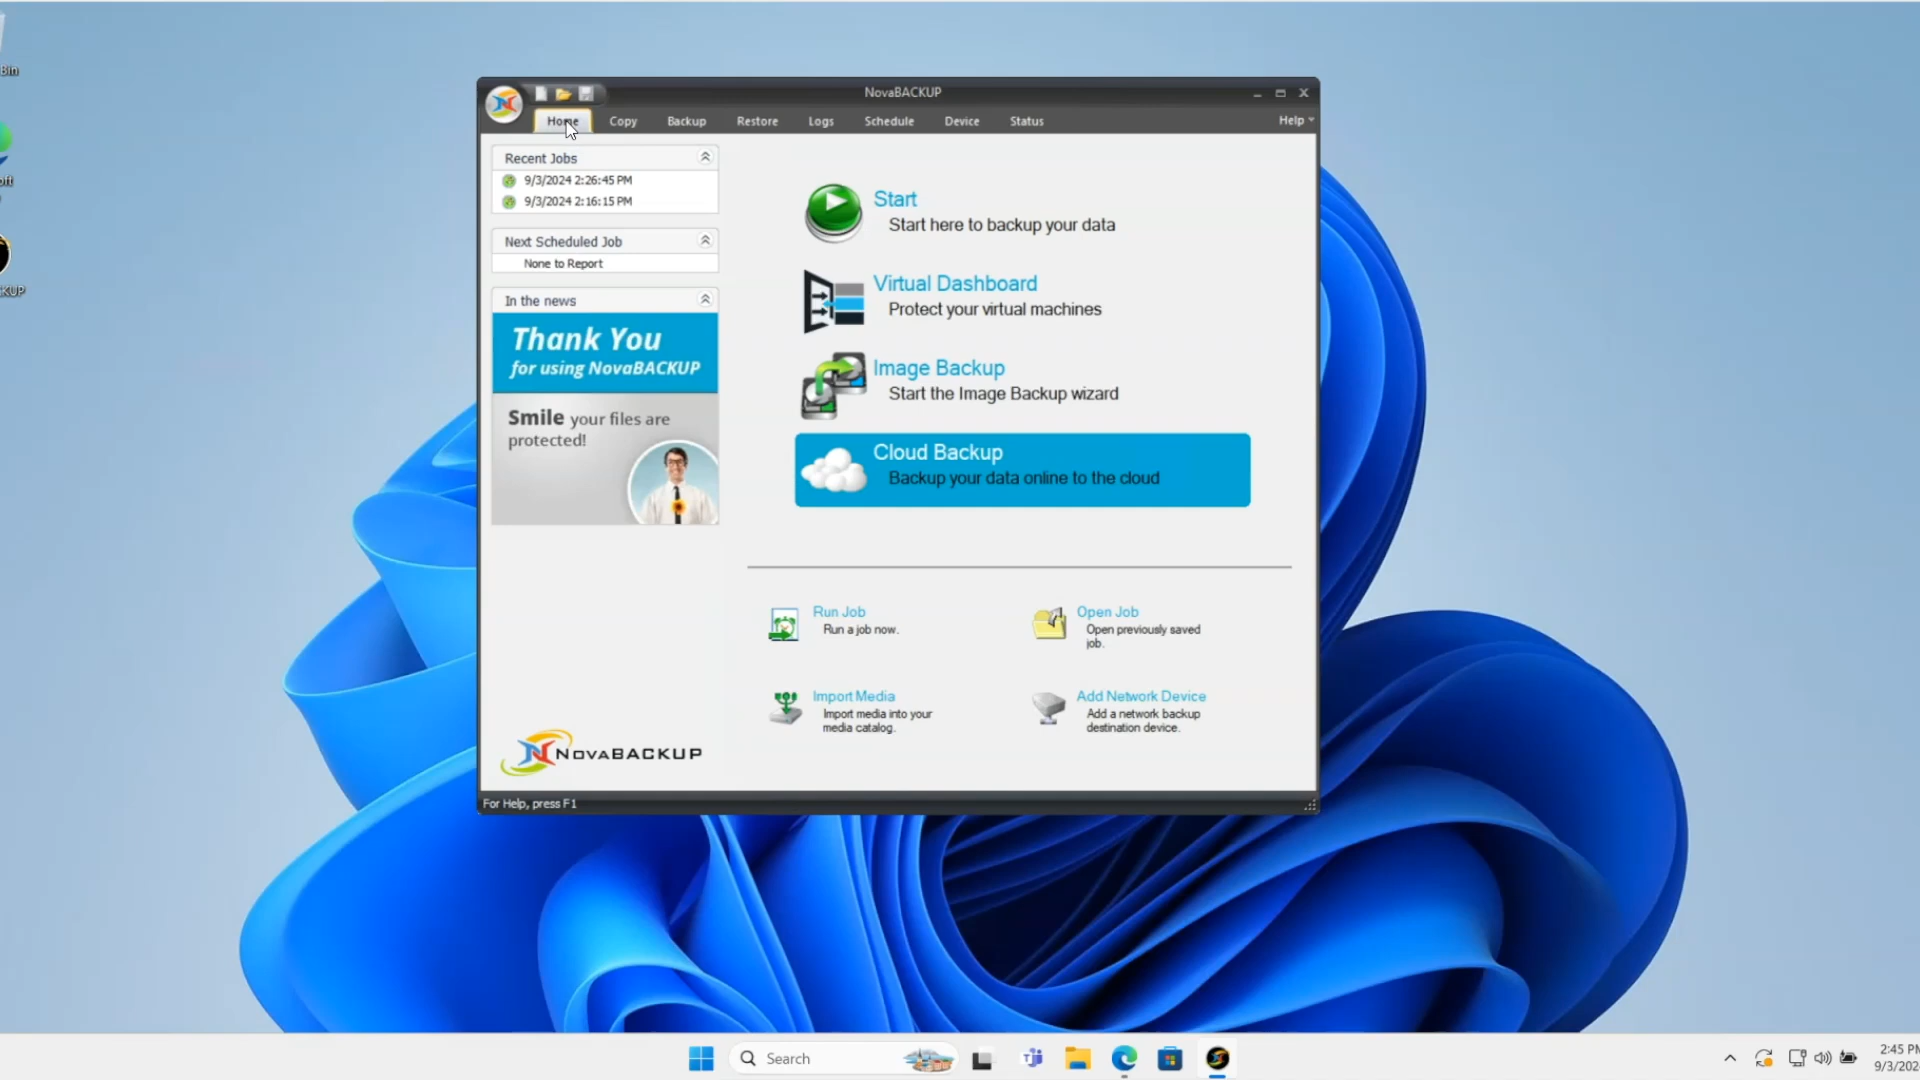 Bin
oft
KUP
NovaBACKUP
Home
Copy
Backup
Restore
Logs
Schedule
Device
Status
Help
Recent Jobs
9/3/2024 2:26:45 PM
9/3/2024 2:16:15 PM
Next Scheduled Job
None to Report
In the news
Thank You
for using NovaBACKUP
Smile your files are
protected!
NovaBACKUP
Start
Start here to backup your data
Virtual Dashboard
Protect your virtual machines
Image Backup
Start the Image Backup wizard
Cloud Backup
Backup your data online to the cloud
Run Job
Run a job now.
Open Job
Open previously saved
job.
Import Media
Import media into your
media catalog.
Add Network Device
Add a network backup
destination device.
For Help, press F1
Search
2:45 PM
9/3/202